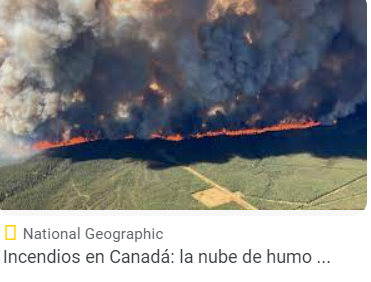 National Geographic
Incendios en Canadá: la nube de humo ...